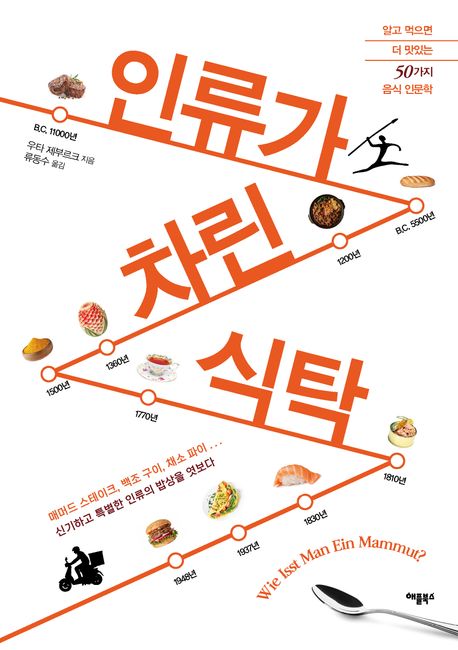 알고 먹으면
더 맛있는
50가지
음식 인문학
인류가
B.C. 11000년
우타 제부르크 지음
류동수 옮김
B.C. 5500년
차린
1200년
1360년
1500년
식탁
1770년
1810년
매머드 스테이크, 백조 구이, 채소 파이 . . .
신기하고 특별한 인류의 밥상을 엿보다
1830년
1937년
1948년
Wie Isst Man Ein Mammut?
애플북스